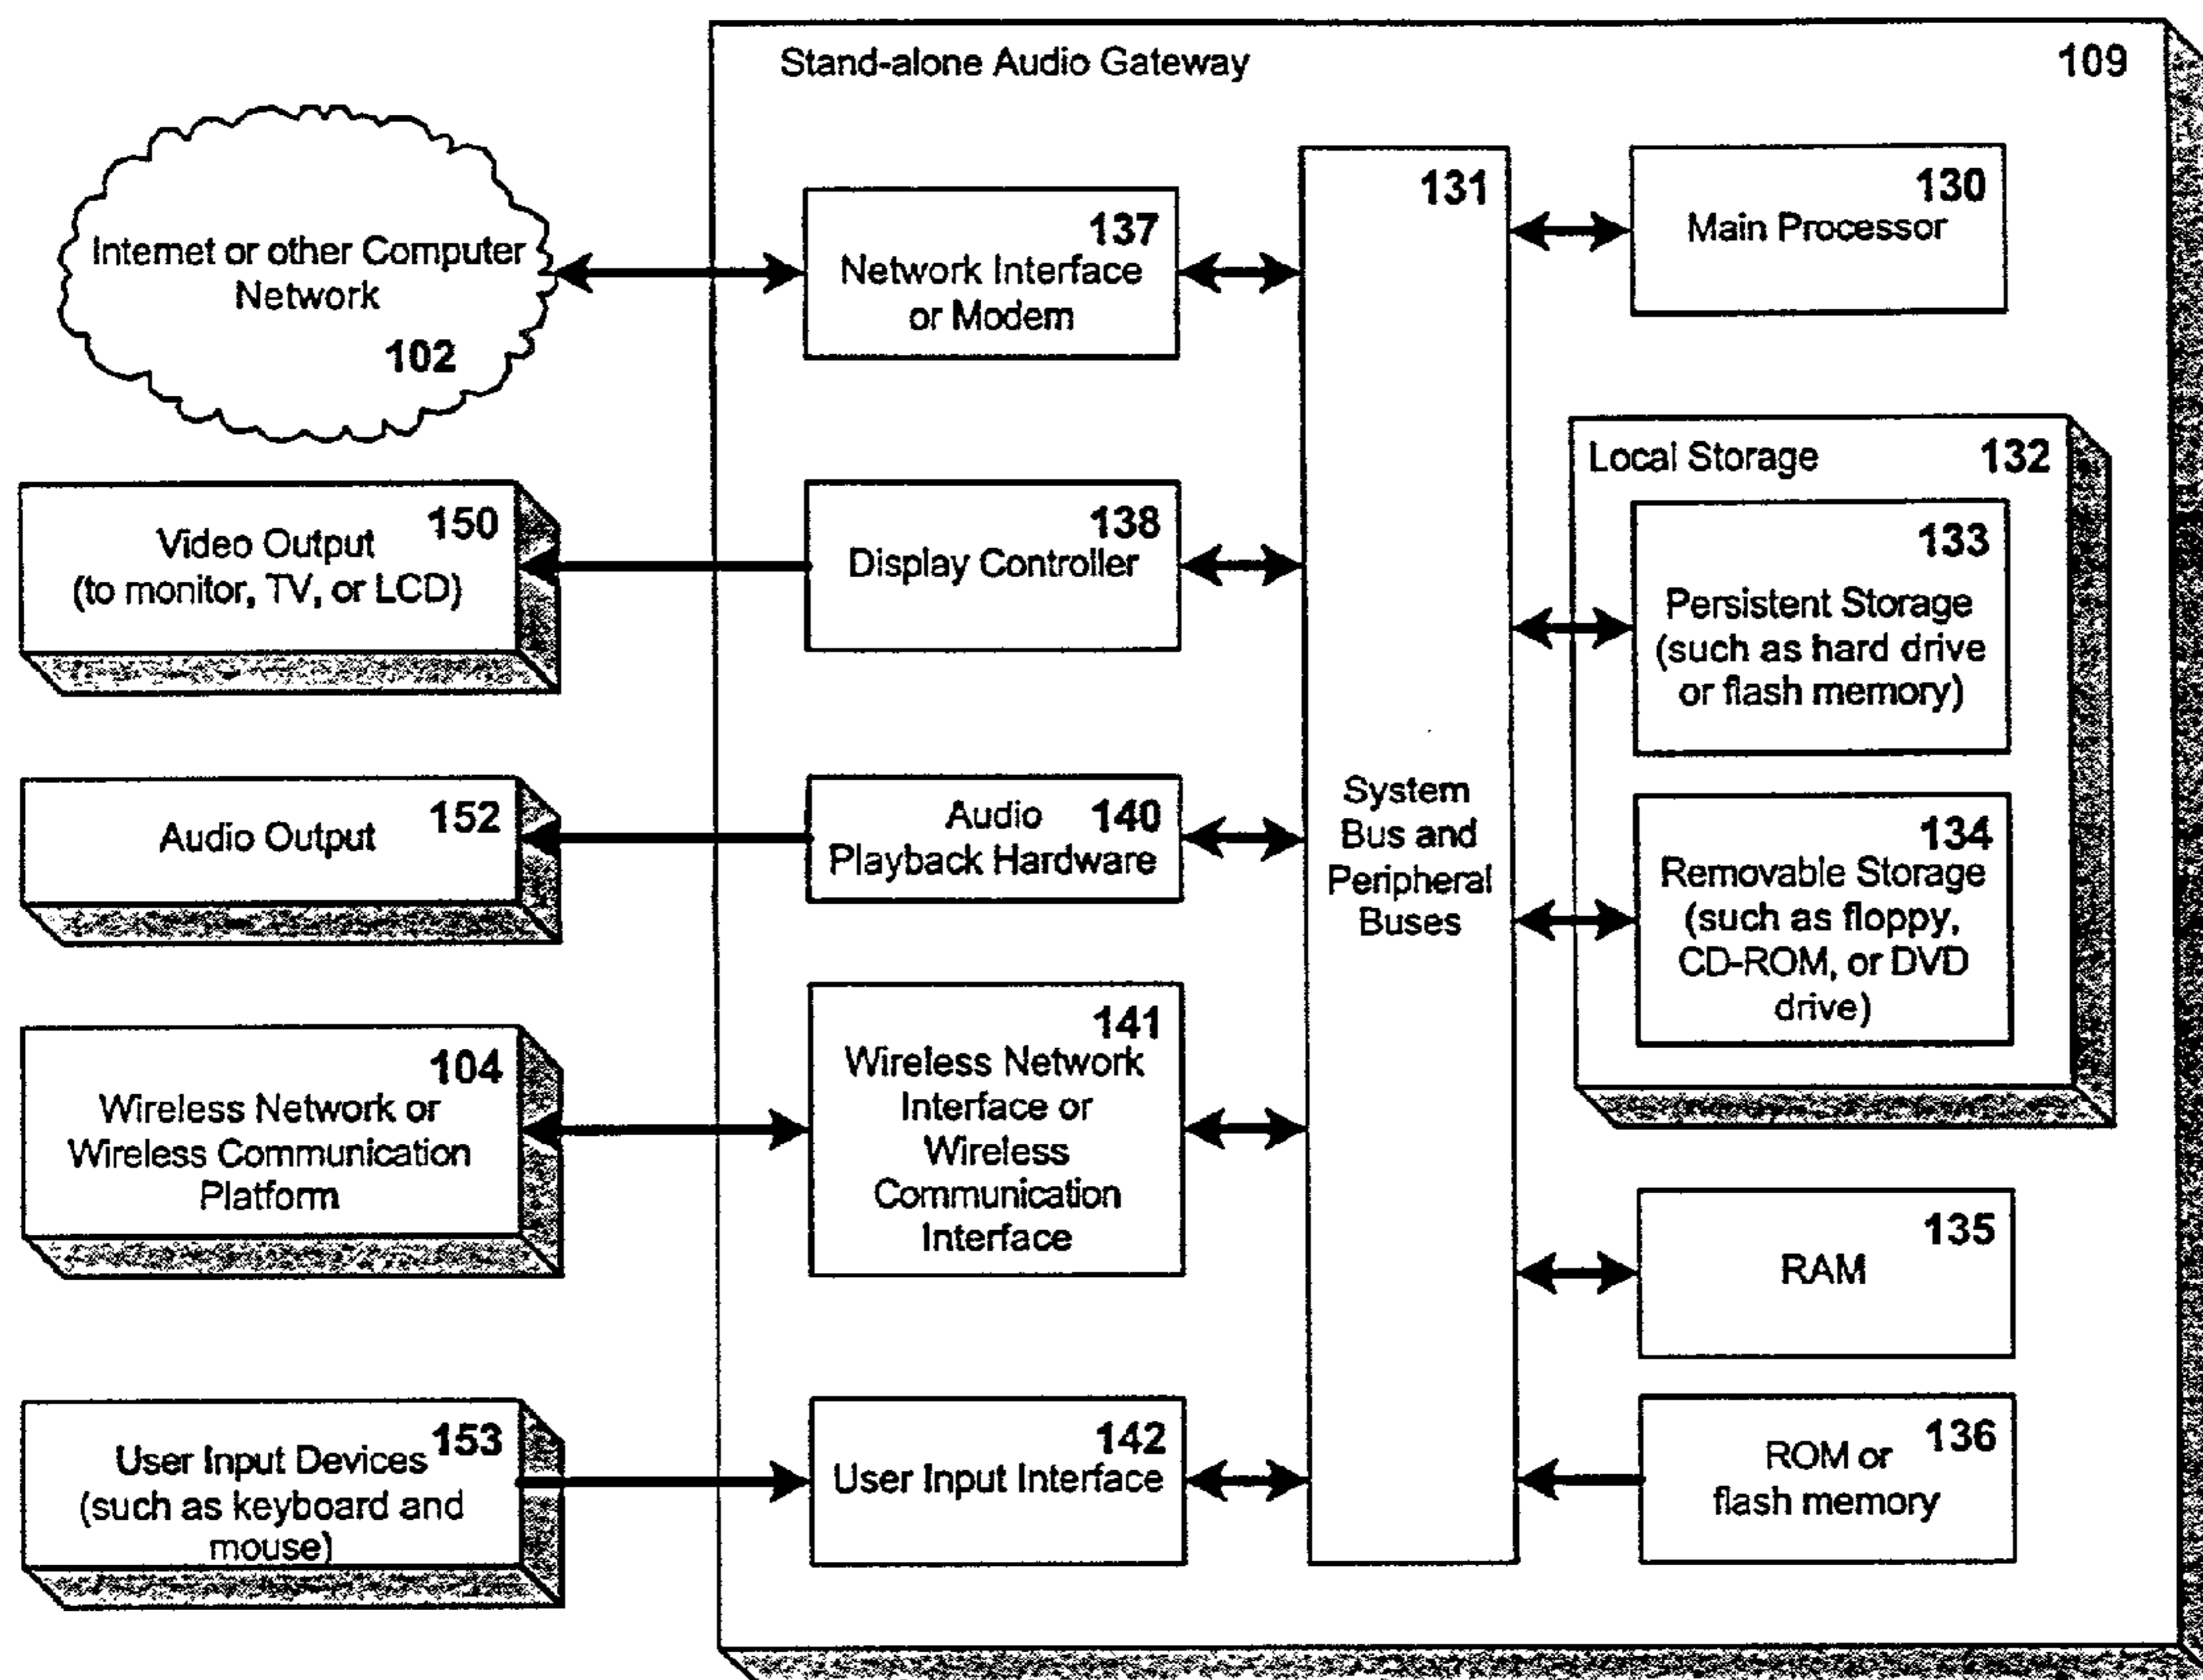 Stand-alone Audio Gateway
109
Internet or other Computer
Network
102
137
Network Interface
or Modem
131
System
Bus and
Peripheral
Buses
130
Main Processor
Video Output
150
(to monitor, TV, or LCD)
138
Display Controller
Local Storage
132
133
Persistent Storage
(such as hard drive
or flash memory)
Audio Output
152
Audio
140
Playback Hardware
134
Removable Storage
(such as floppy,
CD-ROM, or DVD
drive)
104
Wireless Network or
Wireless Communication
Platform
141
Wireless Network
Interface or
Wireless
Communication
Interface
135
RAM
153
User Input Devices
(such as keyboard and
mouse)
142
User Input Interface
136
ROM or
flash memory